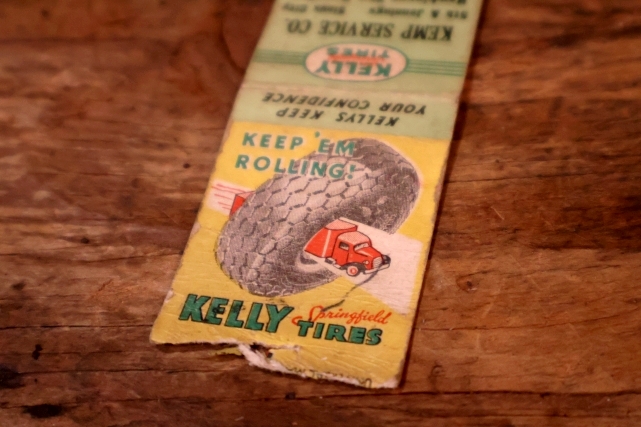 KEEP 'EM
ROLLING!
KELLY Springfield
TIRES
KELLYS KEEP
YOUR CONFIDENCE
KELLY
TIRES
KEMP SERVICE CO.